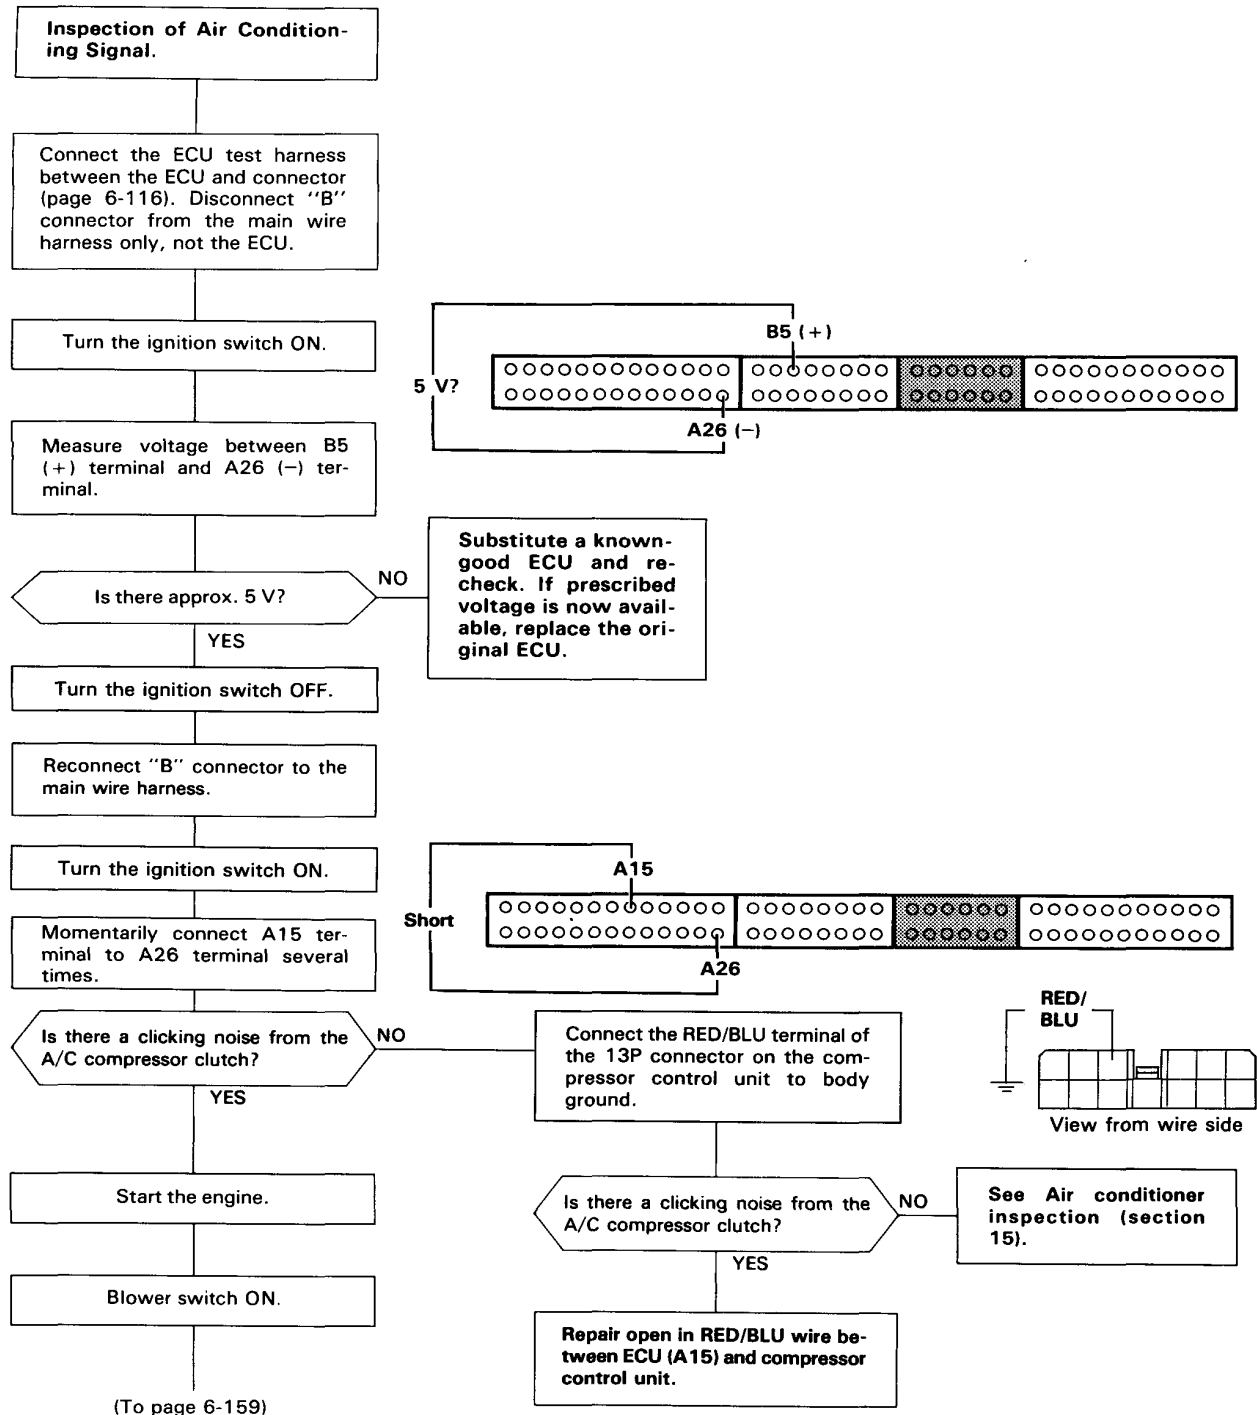 Inspection of Air Condition-
ing Signal.
Connect the ECU test harness
between the ECU and connector
(page 6-116). Disconnect "B"
connector from the main wire
harness only, not the ECU.
Turn the ignition switch ON.
Measure voltage between B5
(+) terminal and A26 (−) ter-
minal.
5 V?
B5 (+)
A26 (−)
Is there approx. 5 V?
NO
YES
Substitute a known-
good ECU and re-
check. If prescribed
voltage is now avail-
able, replace the ori-
ginal ECU.
Turn the ignition switch OFF.
Reconnect "B" connector to the
main wire harness.
Turn the ignition switch ON.
Momentarily connect A15 ter-
minal to A26 terminal several
times.
Short
A15
A26
Is there a clicking noise from the
A/C compressor clutch?
NO
YES
Connect the RED/BLU terminal of
the 13P connector on the com-
pressor control unit to body
ground.
RED/
BLU
View from wire side
Start the engine.
Is there a clicking noise from the
A/C compressor clutch?
NO
YES
See Air conditioner
inspection (section
15).
Blower switch ON.
Repair open in RED/BLU wire be-
tween ECU (A15) and compressor
control unit.
(To page 6-159)